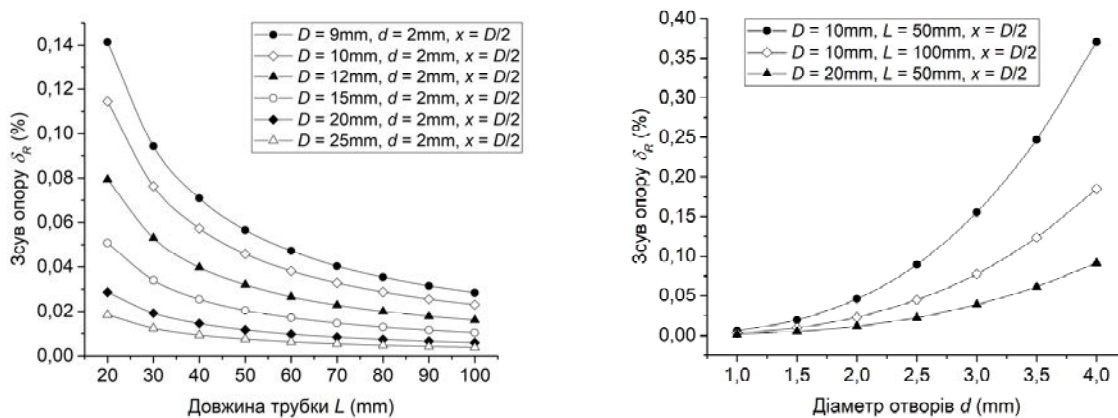 Зсув опору δR (%)
0,14
0,12
0,10
0,08
0,06
0,04
0,02
0,00
D = 9mm, d = 2mm, x = D/2
D = 10mm, d = 2mm, x = D/2
D = 12mm, d = 2mm, x = D/2
D = 15mm, d = 2mm, x = D/2
D = 20mm, d = 2mm, x = D/2
D = 25mm, d = 2mm, x = D/2
20 30 40 50 60 70 80 90 100
Довжина трубки L (mm)
Зсув опору δR (%)
0,40
0,35
0,30
0,25
0,20
0,15
0,10
0,05
0,00
D = 10mm, L = 50mm, x = D/2
D = 10mm, L = 100mm, x = D/2
D = 20mm, L = 50mm, x = D/2
1,0 1,5 2,0 2,5 3,0 3,5 4,0
Діаметр отворів d (mm)